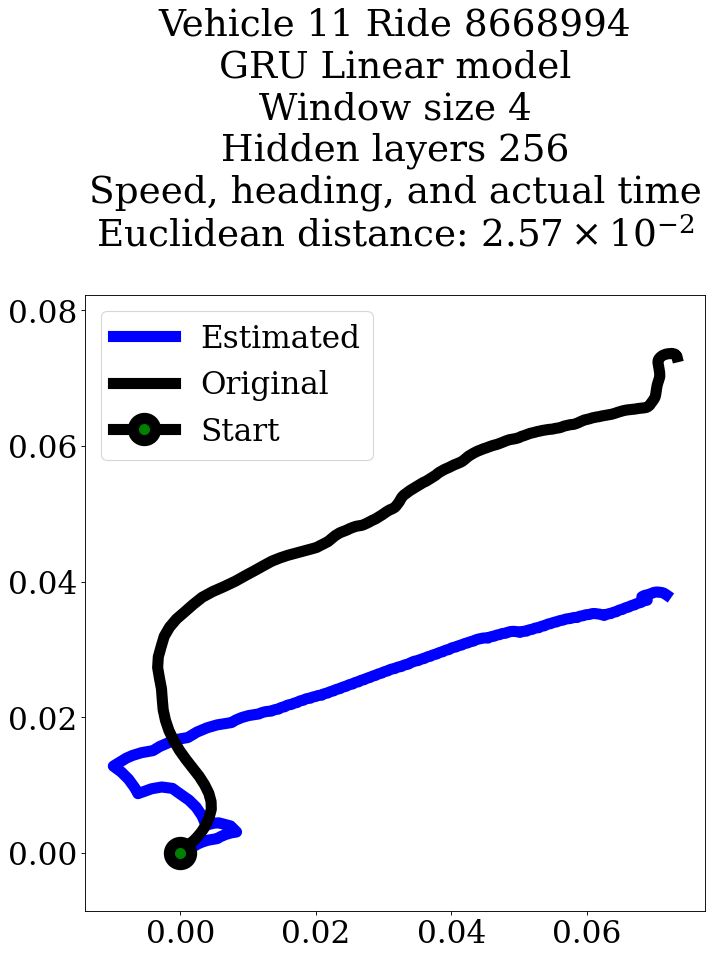 Vehicle 11 Ride 8668994
GRU Linear model
Window size 4
Hidden layers 256
Speed, heading, and actual time
Euclidean distance: 2.57 × 10⁻²
0.08
Estimated
Original
Start
0.06
0.04
0.02
0.00
0.00 0.02 0.04 0.06